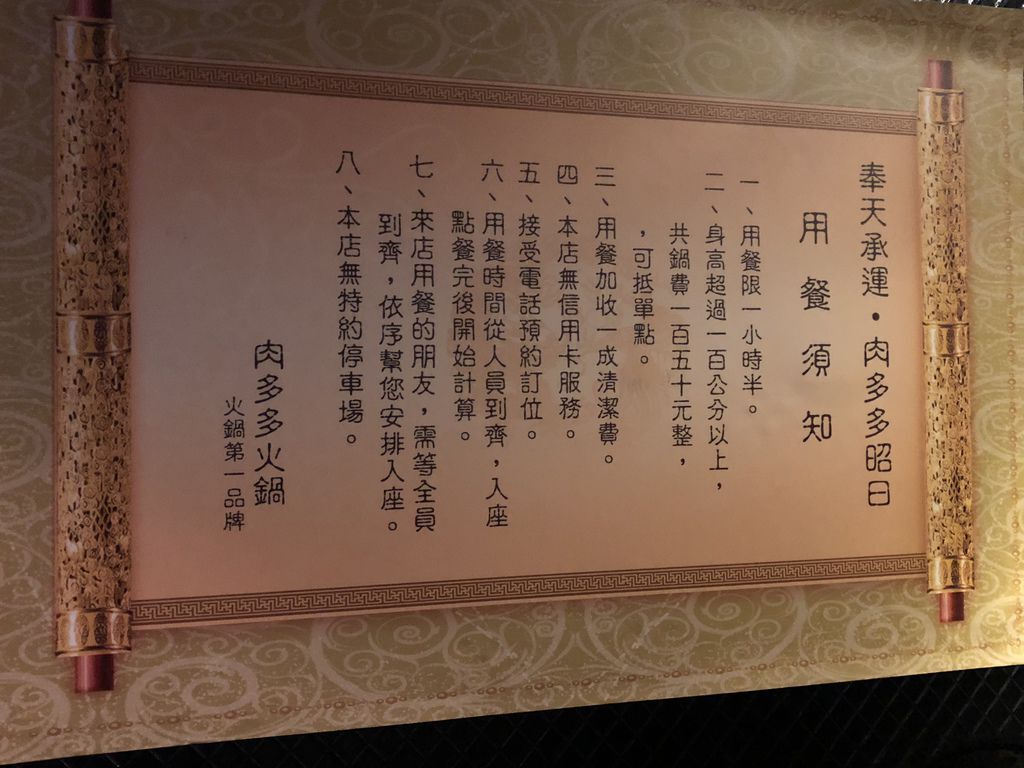 奉天承運・肉多多昭曰
用餐須知
一、用餐限一小時半。
二、身高超過一百公分以上，
共鍋費一百五十元整，
，可抵單點。
三、用餐加收一成清潔費。
四、本店無信用卡服務。
五、接受電話預約訂位。
六、用餐時間從人員到齊，入座
點餐完後開始計算。
七、來店用餐的朋友，需等全員
到齊，依序幫您安排入座。
八、本店無特約停車場。
肉多多火鍋
火鍋第一品牌